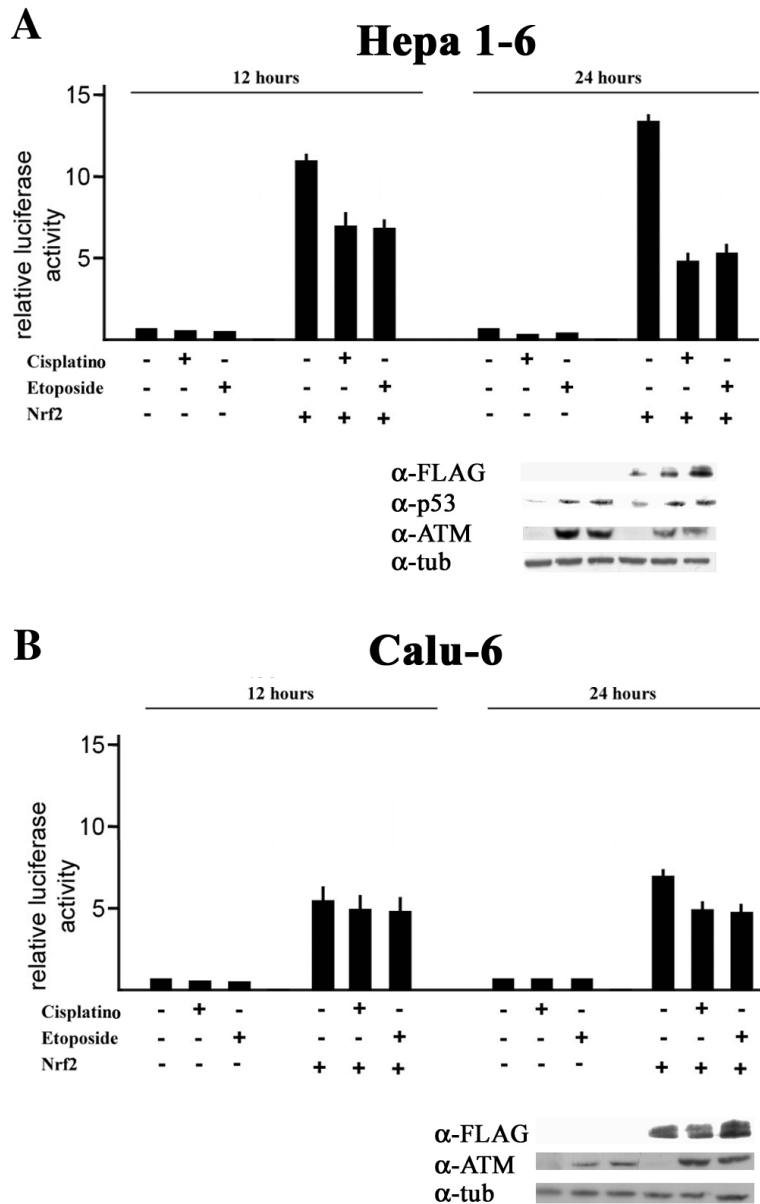 A
Hepa 1-6
12 hours 24 hours
15
10
5
relative luciferase
activity
Cisplatino - + - - + - - + - - + -
Etoposide - - + - - + - - + - - +
Nrf2 - - - + + + - - - + + +
α-FLAG
α-p53
α-ATM
α-tub
B
Calu-6
12 hours 24 hours
15
10
5
relative luciferase
activity
Cisplatino - + - - + - - + - - + -
Etoposide - - + - - + - - + - - +
Nrf2 - - - + + + - - - + + +
α-FLAG
α-ATM
α-tub